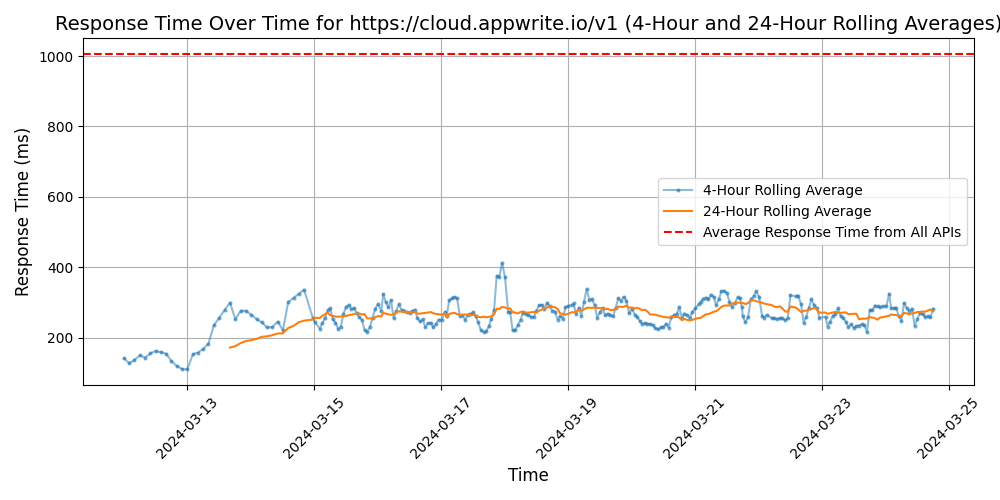 Response Time Over Time for https://cloud.appwrite.io/v1 (4-Hour and 24-Hour Rolling Averages)
Response Time (ms)
1000
800
600
400
200
4-Hour Rolling Average
24-Hour Rolling Average
Average Response Time from All APIs
2024-03-13
2024-03-15
2024-03-17
2024-03-19
2024-03-21
2024-03-23
2024-03-25
Time